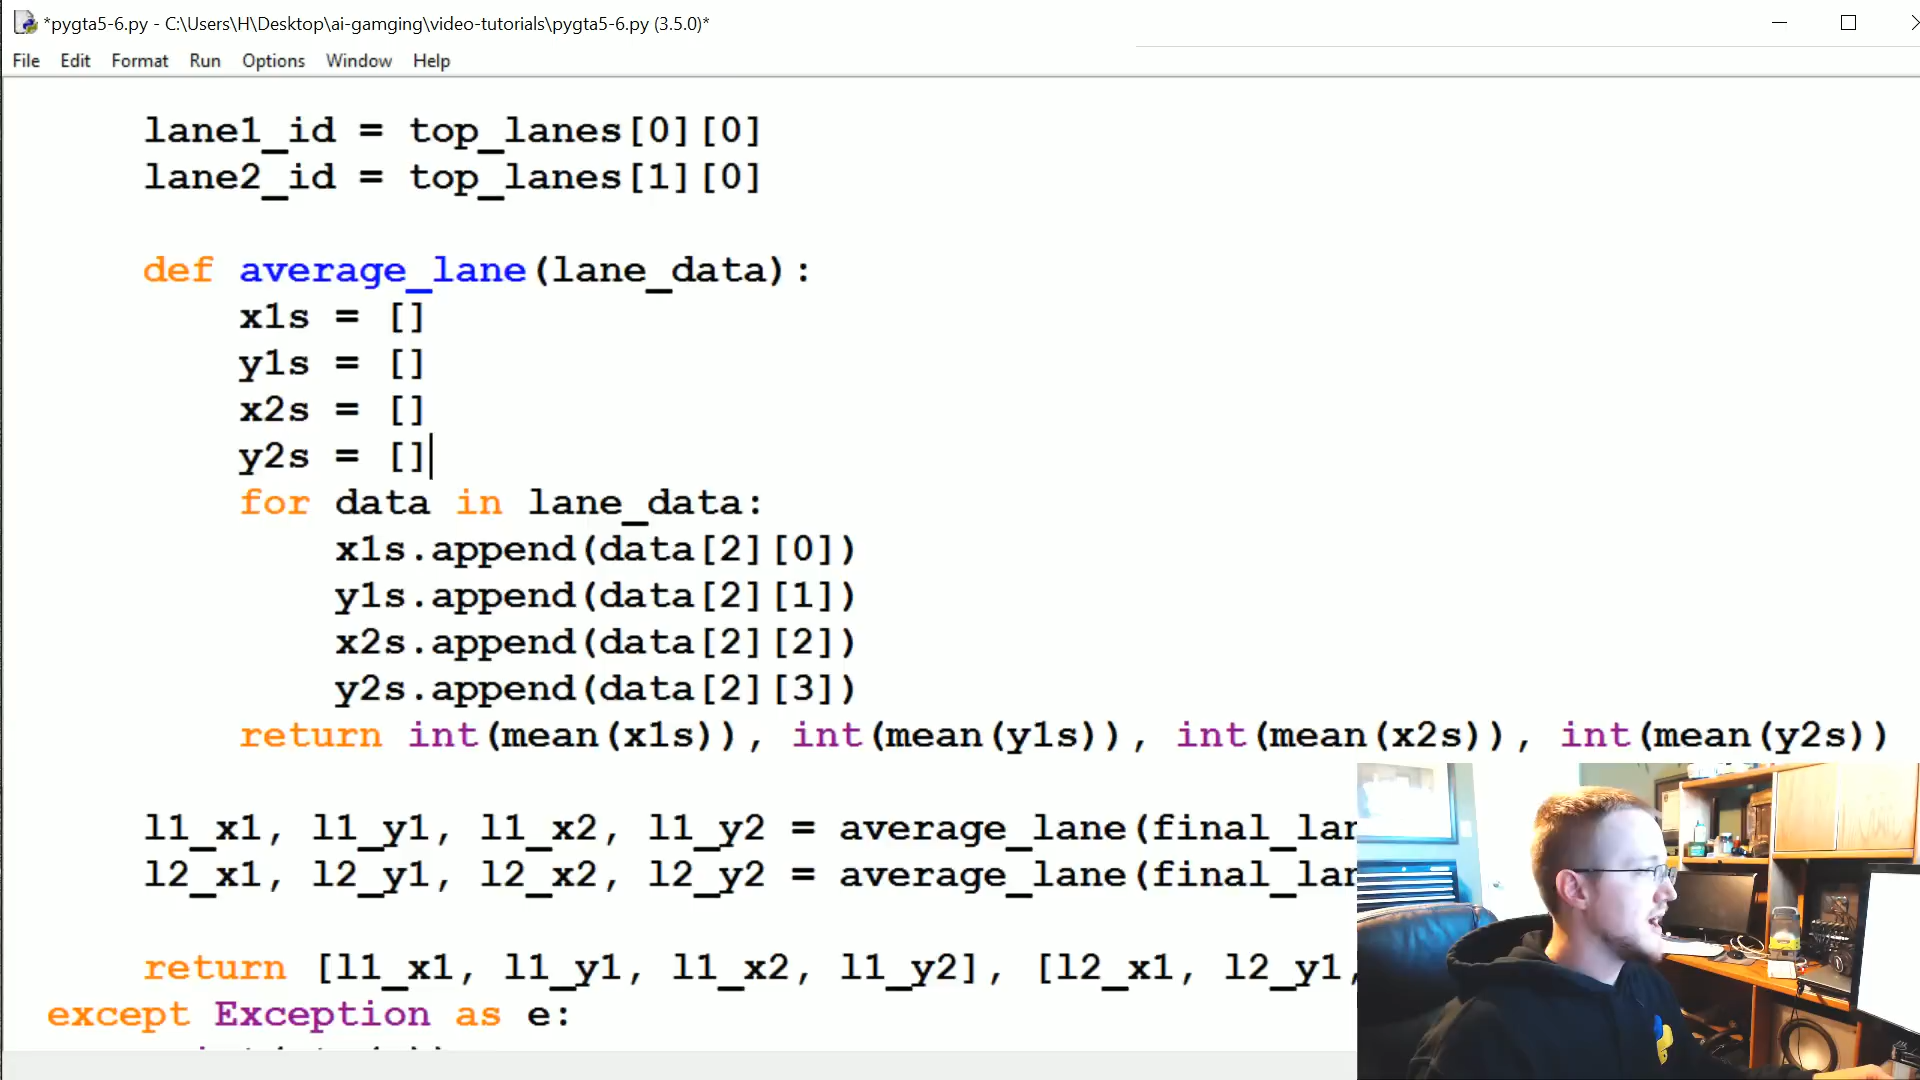 *pygta5-6.py - C:\Users\H\Desktop\ai-gamging\video-tutorials\pygta5-6.py (3.5.0)*
File Edit Format Run Options Window Help
lane1_id = top_lanes[0][0]
lane2_id = top_lanes[1][0]
def average_lane(lane_data):
x1s = []
y1s = []
x2s = []
y2s = []
for data in lane_data:
x1s.append(data[2][0])
y1s.append(data[2][1])
x2s.append(data[2][2])
y2s.append(data[2][3])
return int(mean(x1s)), int(mean(y1s)), int(mean(x2s)), int(mean(y2s))
l1_x1, l1_y1, l1_x2, l1_y2 = average_lane(final_lan
l2_x1, l2_y1, l2_x2, l2_y2 = average_lane(final_lan
return [l1_x1, l1_y1, l1_x2, l1_y2], [l2_x1, l2_y1,
except Exception as e: